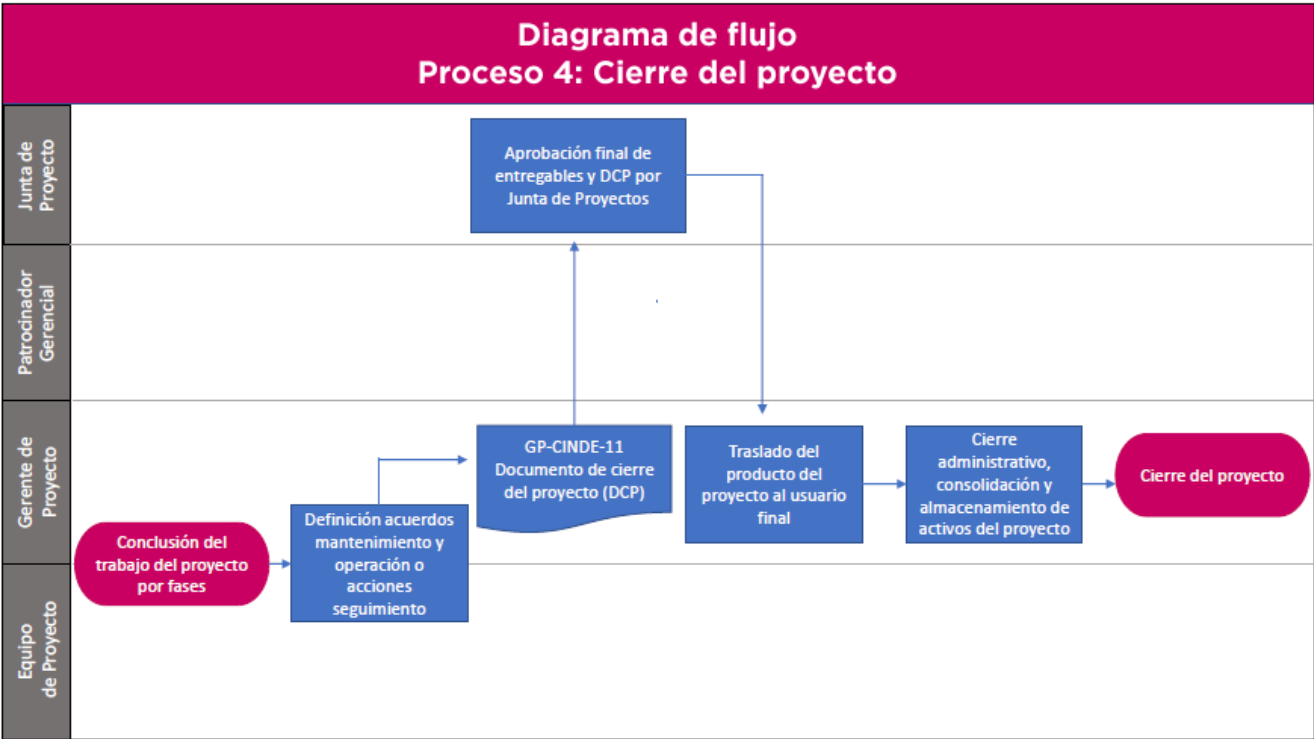 Diagrama de flujo
Proceso 4: Cierre del proyecto
Junta de
Proyecto
Aprobación final de
entregables y DCP por
Junta de Proyectos
Patrocinador
Gerencial
Gerente de
Proyecto
Conclusión del
trabajo del proyecto
por fases
Definición acuerdos
mantenimiento y
operación o
acciones
seguimiento
GP-CINDE-11
Documento de cierre
del proyecto (DCP)
Traslado del
producto del
proyecto al usuario
final
Cierre
administrativo,
consolidación y
almacenamiento de
activos del proyecto
Cierre del proyecto
Equipo
de Proyecto